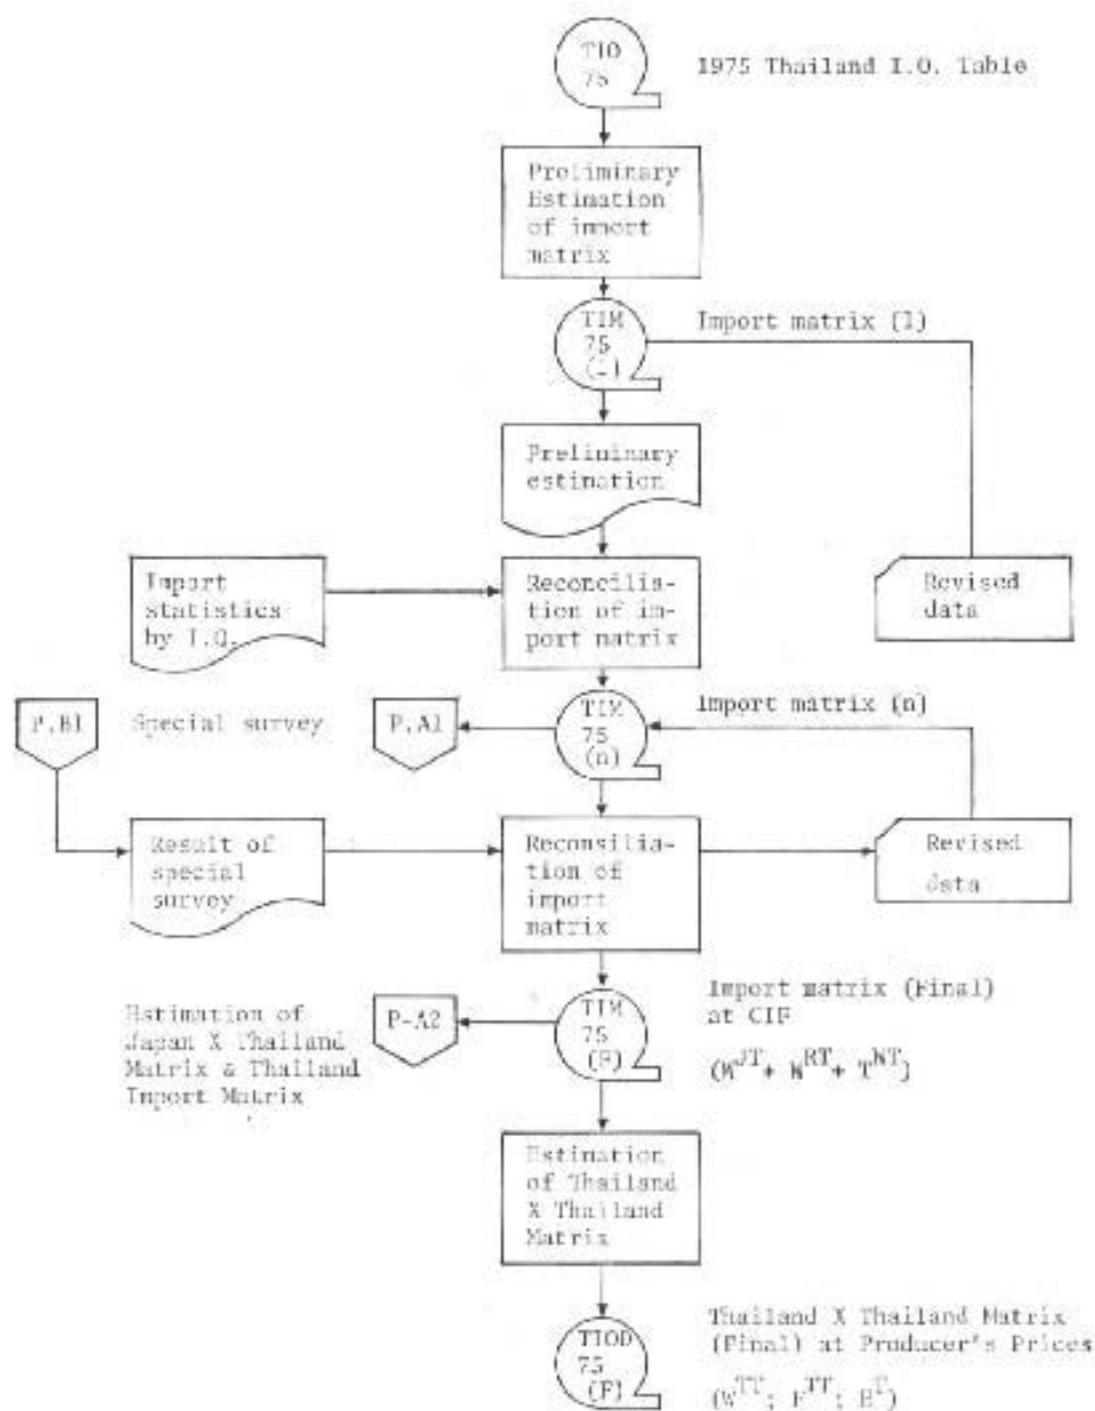 TIO
75
1975 Thailand I.O. Table
Preliminary
Estimation
of import
matrix
TIM
75
(1)
Import matrix (1)
Preliminary
estimation
Import
statistics
by I.O.
Reconcilia-
tion of im-
port matrix
Revised
data
P.B1
Special survey
P.A1
TIM
75
(n)
Import matrix (n)
Result of
special
survey
Reconsilia-
tion of
import
matrix
Revised
data
Estimation of
Japan X Thailand
Matrix & Thailand
Import Matrix
P-A2
TIM
75
(F)
Import matrix (Final)
at CIF
Estimation
of Thailand
X Thailand
Matrix
TIOD
75
(F)
Thailand X Thailand Matrix
(Final) at Producer's Prices